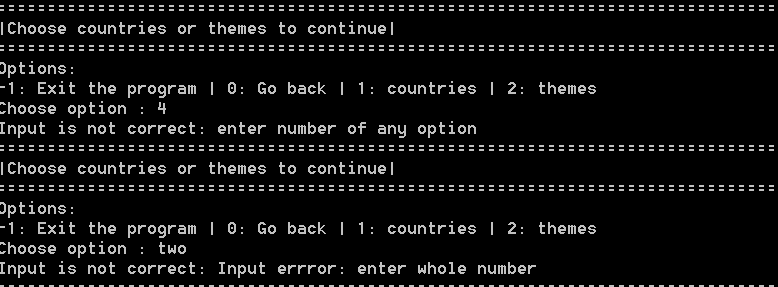 |Choose countries or themes to continue|
Options:
-1: Exit the program | 0: Go back | 1: countries | 2: themes
Choose option : 4
Input is not correct: enter number of any option
|Choose countries or themes to continue|
Options:
-1: Exit the program | 0: Go back | 1: countries | 2: themes
Choose option : two
Input is not correct: Input errror: enter whole number